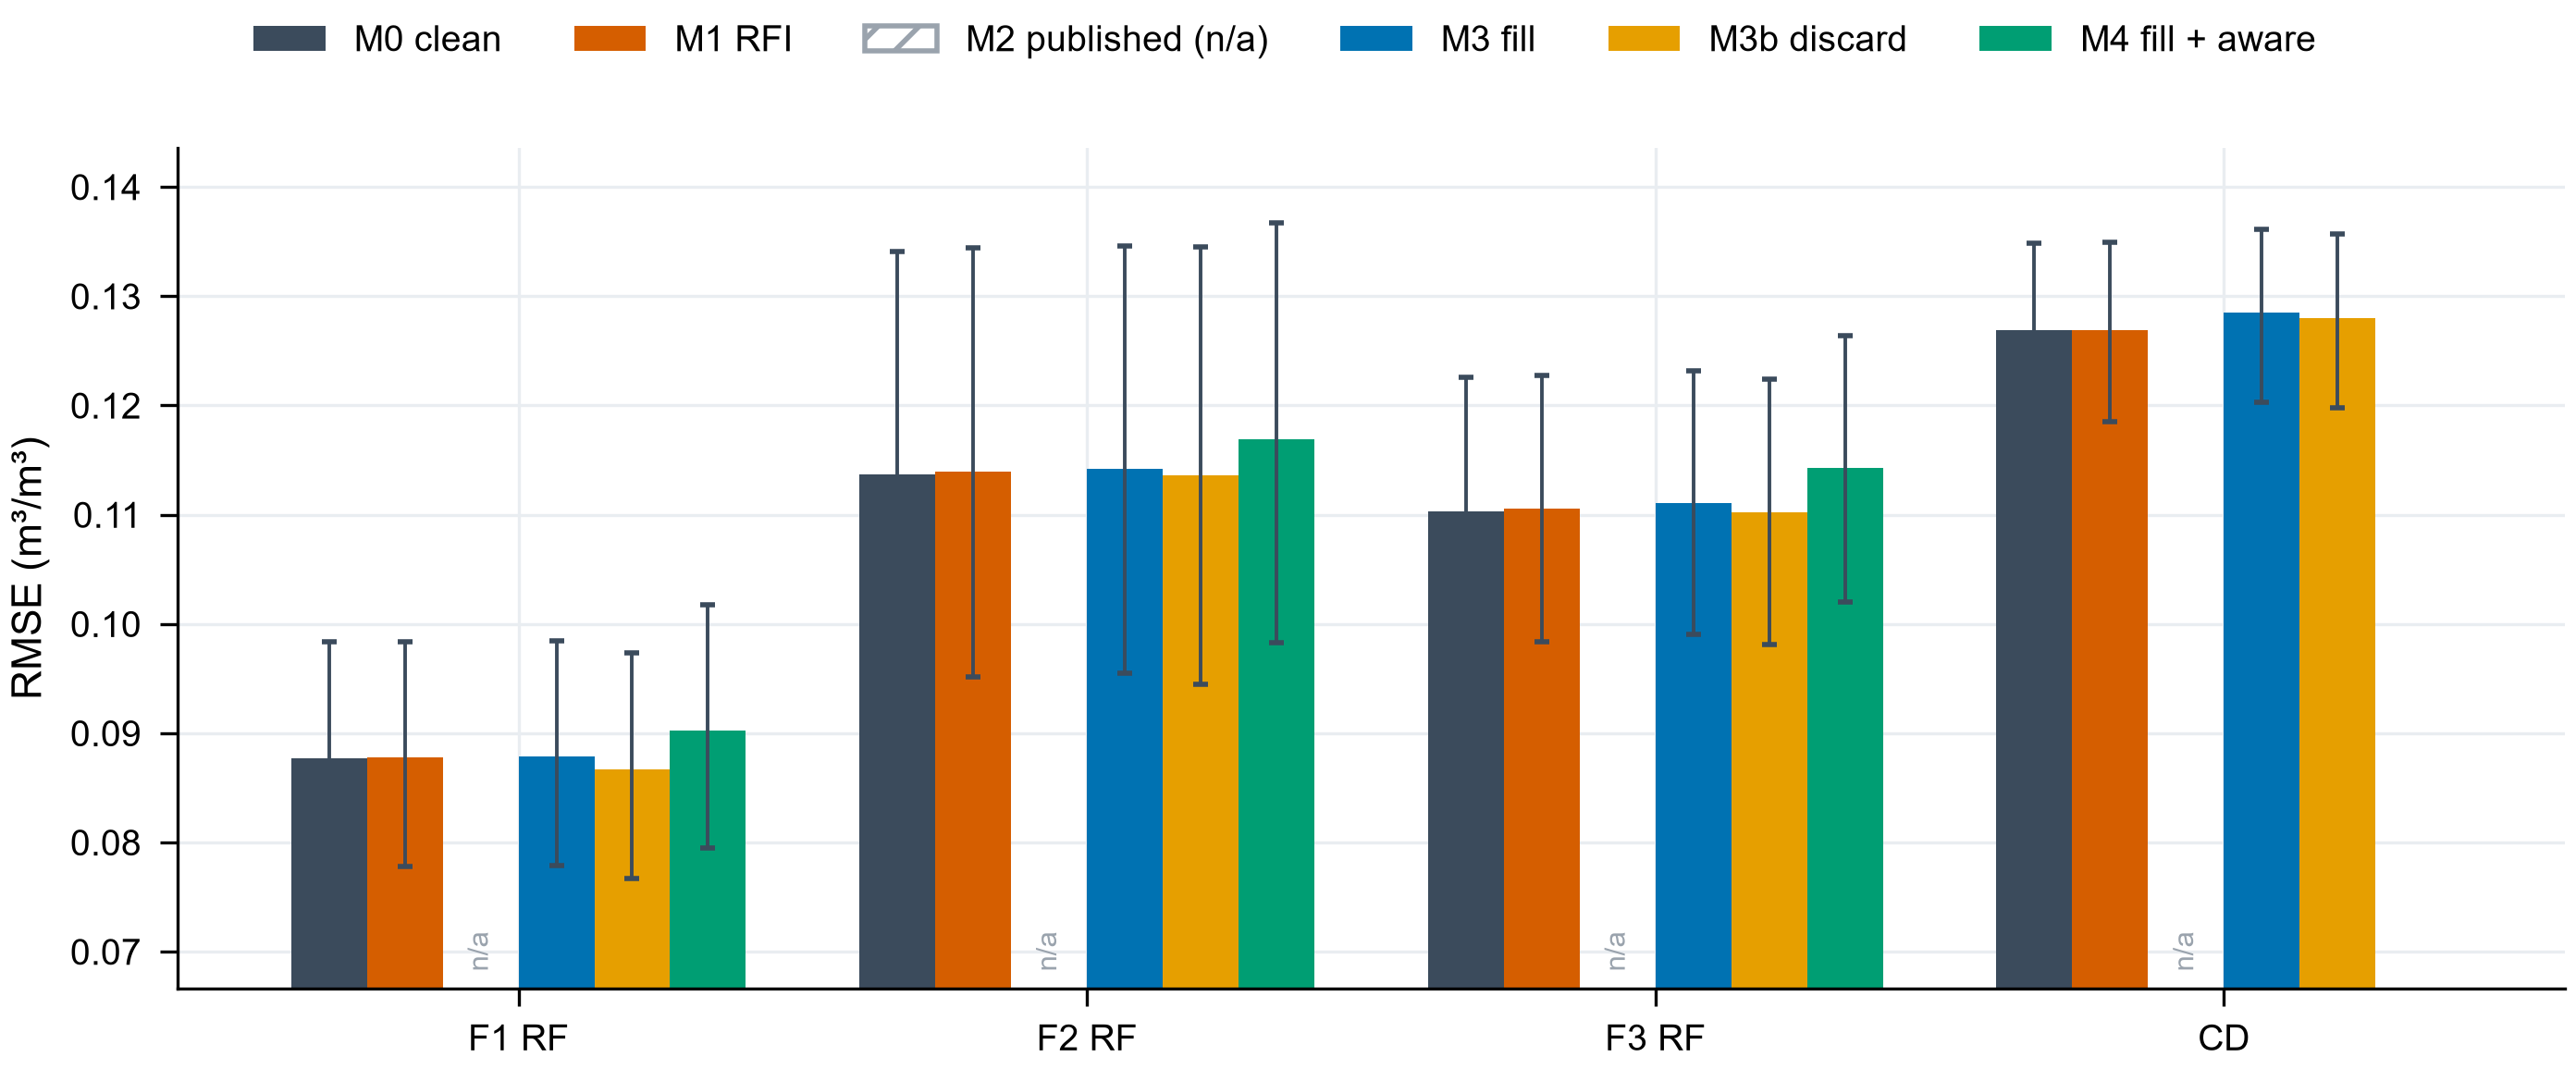 M0 clean M1 RFI M2 published (n/a) M3 fill M3b discard M4 fill + aware
RMSE (m³/m³)
0.14
0.13
0.12
0.11
0.10
0.09
0.08
0.07
n/a n/a n/a n/a
F1 RF F2 RF F3 RF CD